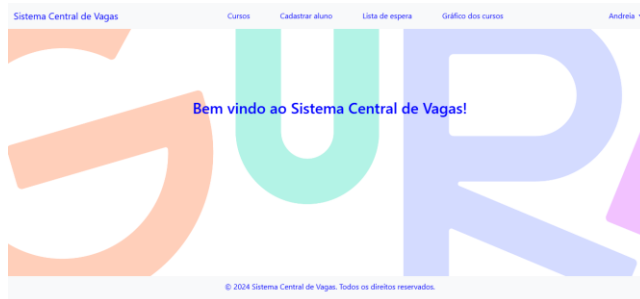 Sistema Central de Vagas Cursos Cadastrar aluno Lista de espera Gráfico dos cursos Andreia
GUR
Bem vindo ao Sistema Central de Vagas!
© 2024 Sistema Central de Vagas. Todos os direitos reservados.